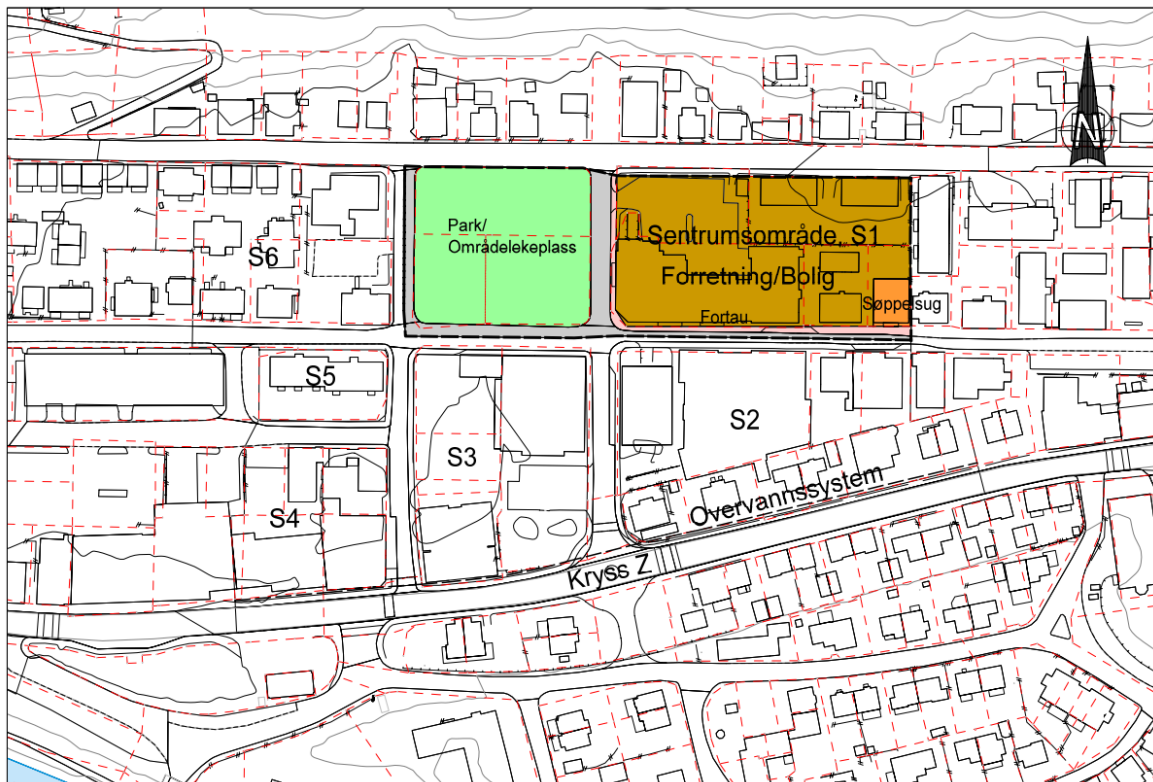 N
Park/
Områdelekeplass
Sentrumsområde, S1
Forretning/Bolig
S6
Søppelsug
Fortau
S5
S2
S3
Overvannssystem
S4
Kryss Z